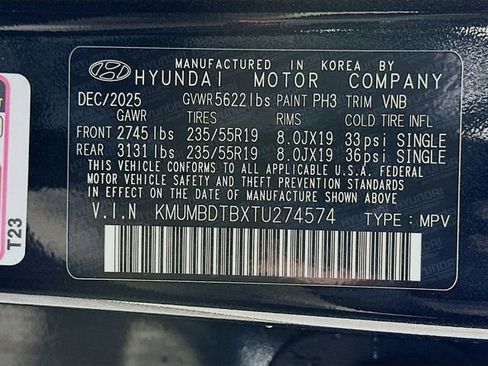 MANUFACTURED IN KOREA BY
HYUNDAI MOTOR COMPANY
DEC/2025 GVWR 5622lbs PAINT PH3 TRIM VNB
GAWR TIRES RIMS COLD TIRE INFL
FRONT 2745 lbs 235/55R19 8.0JX19 33psi SINGLE
REAR 3131 lbs 235/55R19 8.0JX19 36psi SINGLE
THIS VEHICLE CONFORMS TO ALL APPLICABLE U.S.A. FEDERAL
MOTOR VEHICLE SAFETY AND THEFT PREVENTION STANDARDS
IN EFFECT ON THE DATE OF MANUFACTURE SHOWN ABOVE.
V.I.N KMUMBDTBXTU274574 TYPE : MPV
T23